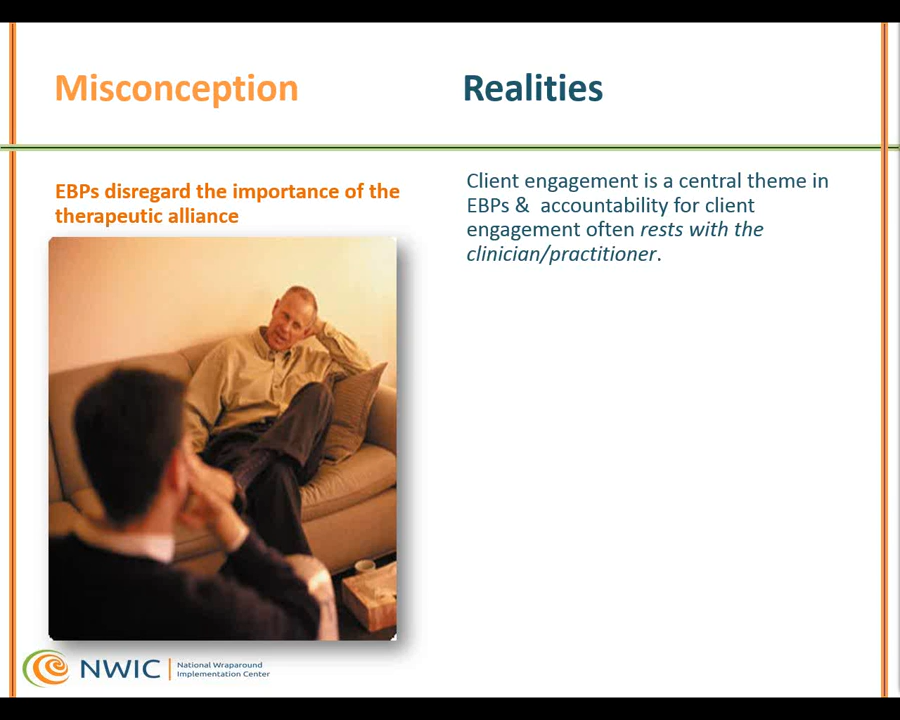 Misconception
Realities
EBPs disregard the importance of the
therapeutic alliance
Client engagement is a central theme in
EBPs & accountability for client
engagement often rests with the
clinician/practitioner.
NWIC
National Wraparound
Implementation Center